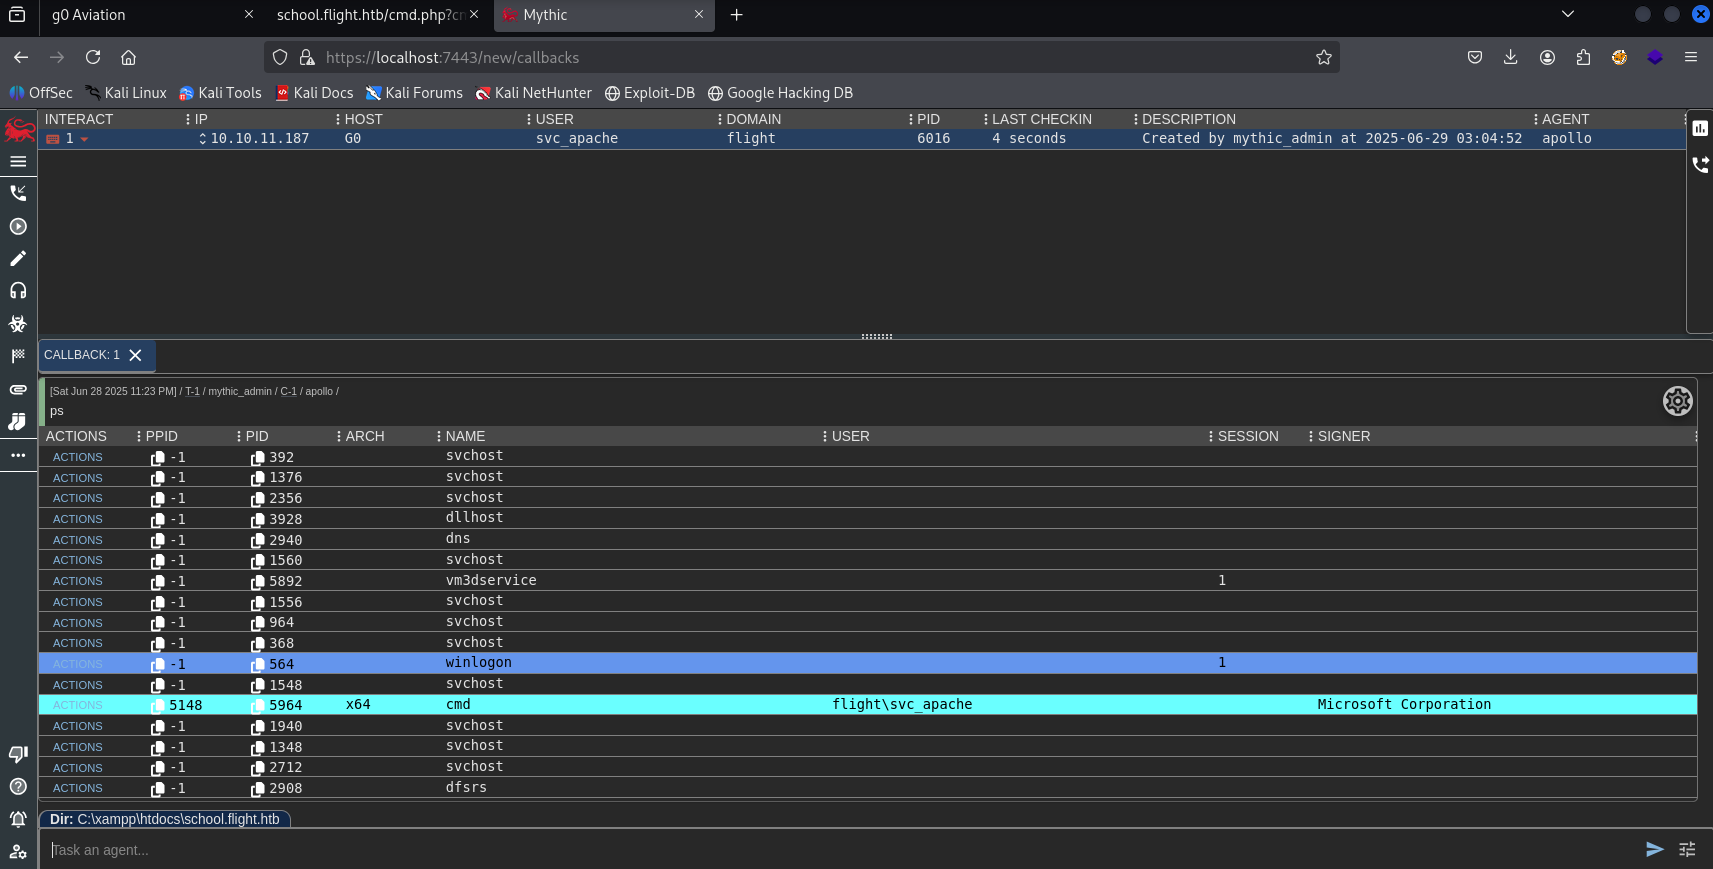 g0 Aviation
school.flight.htb/cmd.php?cm
Mythic
https://localhost:7443/new/callbacks
OffSec Kali Linux Kali Tools Kali Docs Kali Forums Kali NetHunter Exploit-DB Google Hacking DB
INTERACT IP HOST USER DOMAIN PID LAST CHECKIN DESCRIPTION AGENT
1 10.10.11.187 G0 svc_apache flight 6016 4 seconds Created by mythic_admin at 2025-06-29 03:04:52 apollo
CALLBACK: 1
[Sat Jun 28 2025 11:23 PM] / T-1 / mythic_admin / C-1 / apollo /
ps
ACTIONS PPID PID ARCH NAME USER SESSION SIGNER
ACTIONS -1 392 svchost
ACTIONS -1 1376 svchost
ACTIONS -1 2356 svchost
ACTIONS -1 3928 dllhost
ACTIONS -1 2940 dns
ACTIONS -1 1560 svchost
ACTIONS -1 5892 vm3dservice 1
ACTIONS -1 1556 svchost
ACTIONS -1 964 svchost
ACTIONS -1 368 svchost
ACTIONS -1 564 winlogon 1
ACTIONS -1 1548 svchost
ACTIONS 5148 5964 x64 cmd flight\svc_apache Microsoft Corporation
ACTIONS -1 1940 svchost
ACTIONS -1 1348 svchost
ACTIONS -1 2712 svchost
ACTIONS -1 2908 dfsrs
Dir: C:\xampp\htdocs\school.flight.htb
Task an agent...